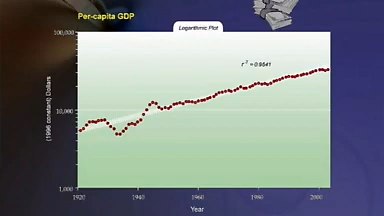 Per-capita GDP
Logarithmic Plot
100,000
r² = 0.9641
10,000
(1996 constant) Dollars
1,000
1920 1940 1960 1980 2000
Year